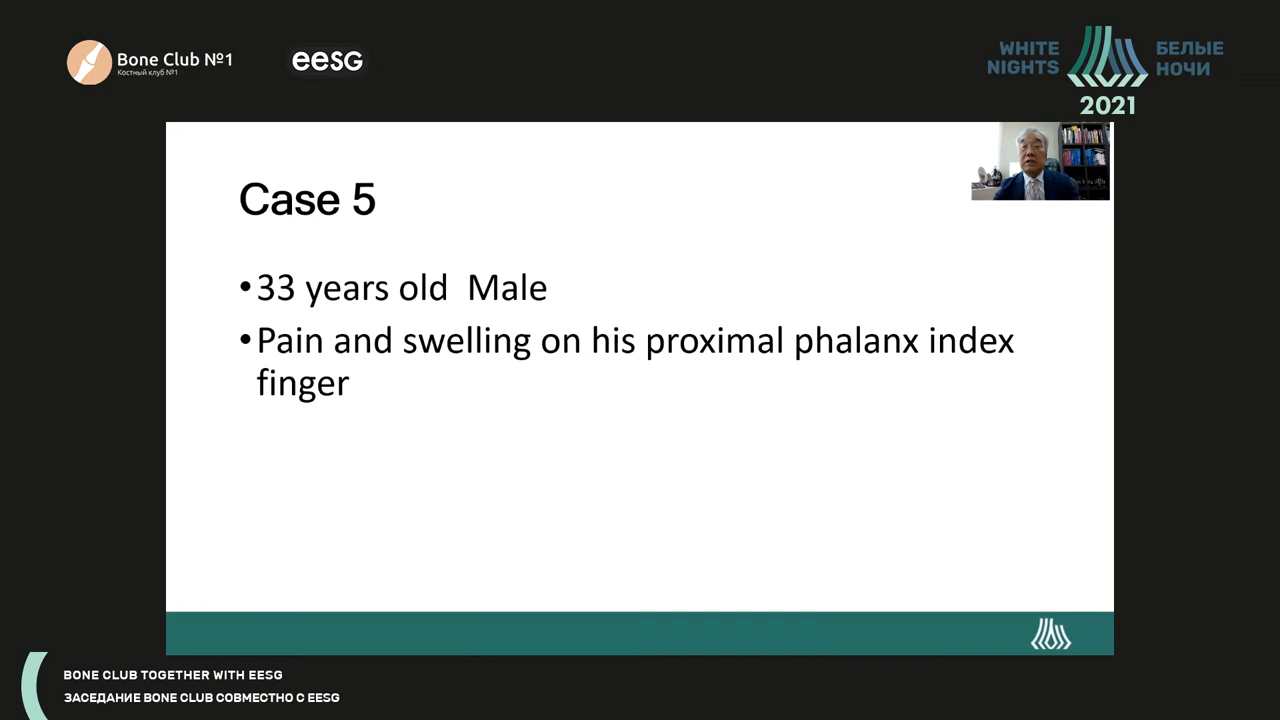 Bone Club №1
Костный клуб №1
eesg
WHITE
NIGHTS
БЕЛЫЕ
НОЧИ
2021
Case 5
•33 years old Male
•Pain and swelling on his proximal phalanx index
finger
BONE CLUB TOGETHER WITH EESG
ЗАСЕДАНИЕ BONE CLUB СОВМЕСТНО С EESG